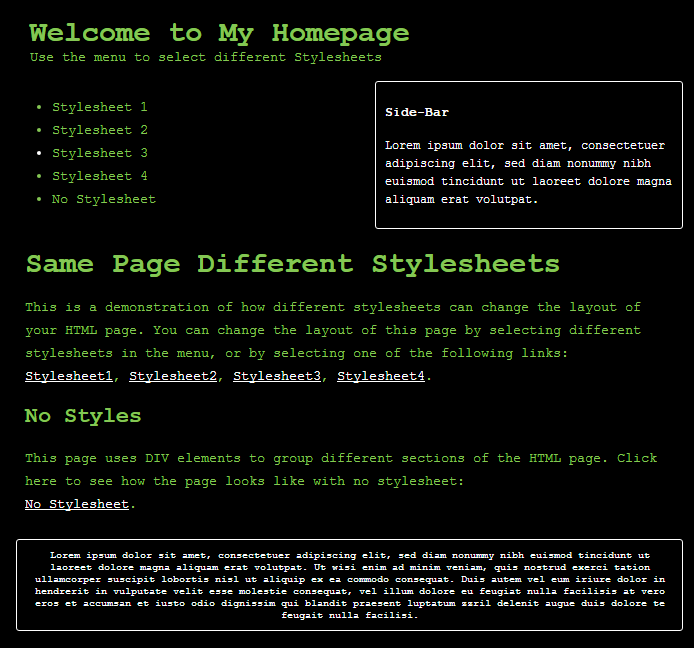 Welcome to My Homepage
Use the menu to select different Stylesheets
Stylesheet 1
Stylesheet 2
Stylesheet 3
Stylesheet 4
No Stylesheet
Side-Bar
Lorem ipsum dolor sit amet, consectetuer
adipiscing elit, sed diam nonummy nibh
euismod tincidunt ut laoreet dolore magna
aliquam erat volutpat.
Same Page Different Stylesheets
This is a demonstration of how different stylesheets can change the layout of
your HTML page. You can change the layout of this page by selecting different
stylesheets in the menu, or by selecting one of the following links:
Stylesheet1, Stylesheet2, Stylesheet3, Stylesheet4.
No Styles
This page uses DIV elements to group different sections of the HTML page. Click
here to see how the page looks like with no stylesheet:
No Stylesheet.
Lorem ipsum dolor sit amet, consectetuer adipiscing elit, sed diam nonummy nibh euismod tincidunt ut
laoreet dolore magna aliquam erat volutpat. Ut wisi enim ad minim veniam, quis nostrud exerci tation
ullamcorper suscipit lobortis nisl ut aliquip ex ea commodo consequat. Duis autem vel eum iriure dolor in
hendrerit in vulputate velit esse molestie consequat, vel illum dolore eu feugiat nulla facilisis at vero
eros et accumsan et iusto odio dignissim qui blandit praesent luptatum zzril delenit augue duis dolore te
feugait nulla facilisi.